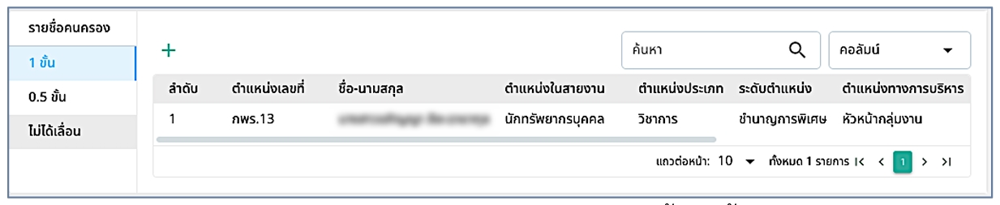 รายชื่อคนครอง
1 ขั้น
0.5 ขั้น
ไม่ได้เลื่อน
ค้นหา
คอลัมน์
ลำดับ ตำแหน่งเลขที่ ชื่อ-นามสกุล ตำแหน่งในสายงาน ตำแหน่งประเภท ระดับตำแหน่ง ตำแหน่งทางการบริหาร
1 กพร.13 นักทรัพยากรบุคคล วิชาการ ชำนาญการพิเศษ หัวหน้ากลุ่มงาน
แถวต่อหน้า: 10 ทั้งหมด 1 รายการ 1